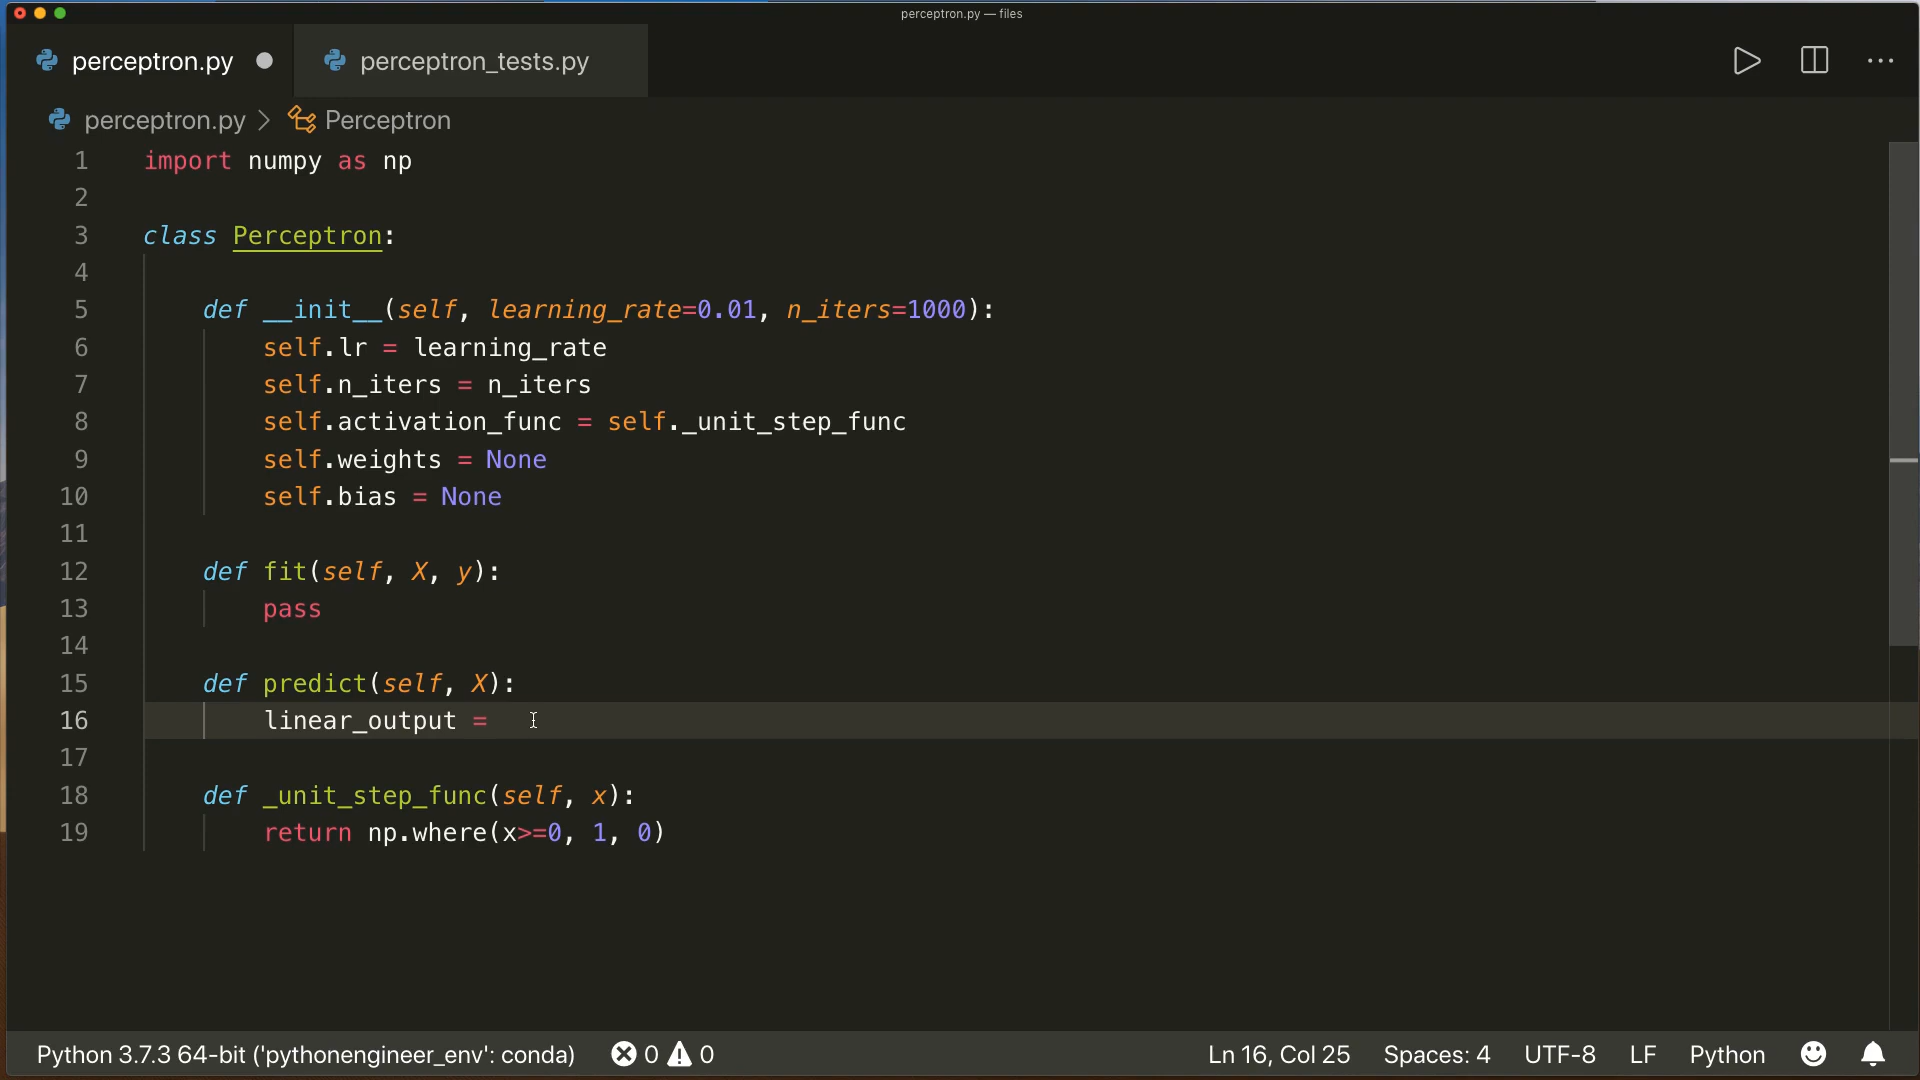 perceptron.py — files
perceptron.py perceptron_tests.py
perceptron.py > Perceptron
1 import numpy as np
2
3 class Perceptron:
4
5     def __init__(self, learning_rate=0.01, n_iters=1000):
6         self.lr = learning_rate
7         self.n_iters = n_iters
8         self.activation_func = self._unit_step_func
9         self.weights = None
10         self.bias = None
11
12     def fit(self, X, y):
13         pass
14
15     def predict(self, X):
16         linear_output =
17
18     def _unit_step_func(self, x):
19         return np.where(x>=0, 1, 0)
Python 3.7.3 64-bit ('pythonengineer_env': conda) 0 0 Ln 16, Col 25 Spaces: 4 UTF-8 LF Python